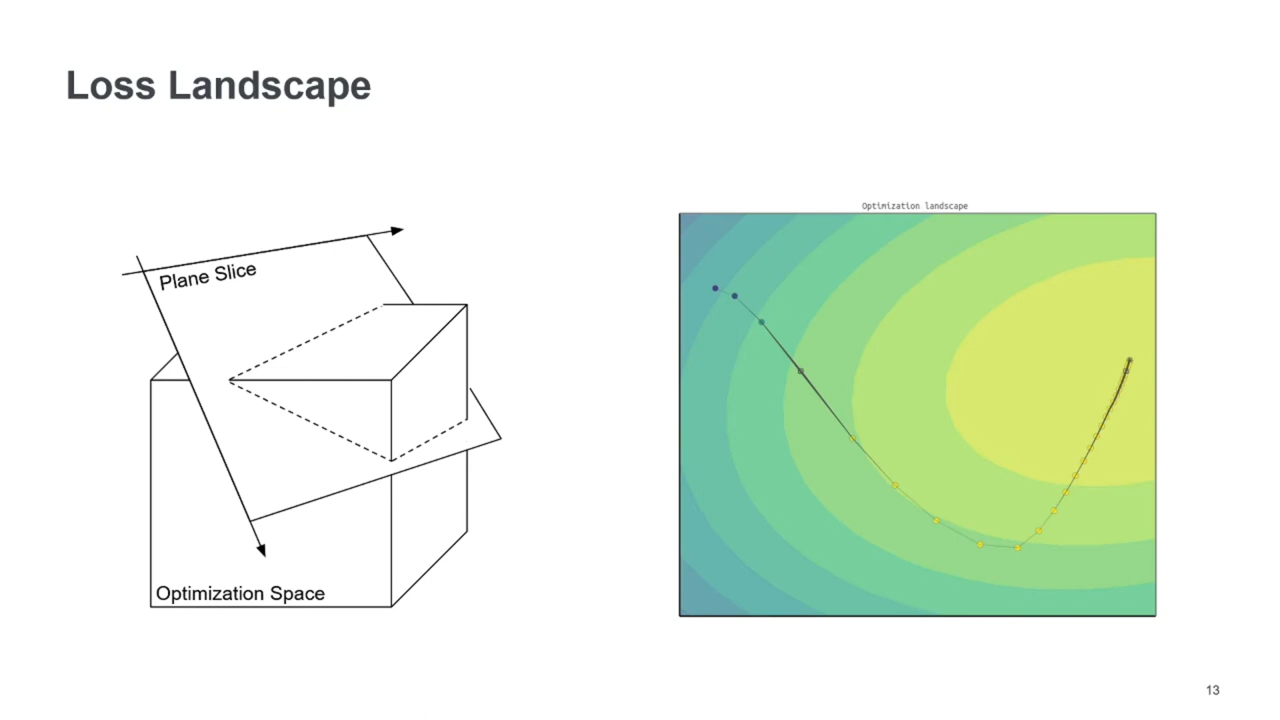 Loss Landscape
Plane Slice
Optimization Space
Optimization landscape
13